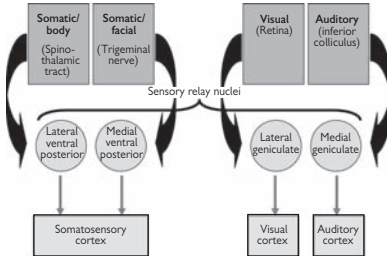 Somatic/
body
(Spino-
thalamic
tract)
Somatic/
facial
(Trigeminal
nerve)
Visual
(Retina)
Auditory
(inferior
colliculus)
Sensory relay nuclei
Lateral
ventral
posterior
Medial
ventral
posterior
Lateral
geniculate
Medial
geniculate
Somatosensory
cortex
Visual
cortex
Auditory
cortex